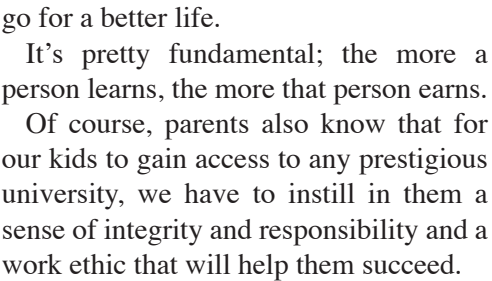 go for a better life.
It’s pretty fundamental; the more a
person learns, the more that person earns.
Of course, parents also know that for
our kids to gain access to any prestigious
university, we have to instill in them a
sense of integrity and responsibility and a
work ethic that will help them succeed.